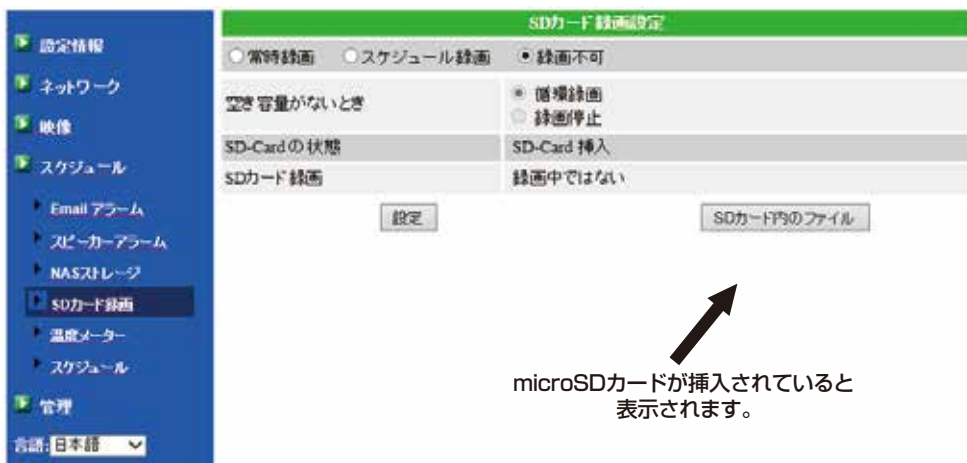 設定情報
ネットワーク
映像
スケジュール
Email アラーム
スピーカーアラーム
NASストレージ
SDカード録画
温度メーター
スケジュール
管理
言語: 日本語
SDカード 録画設定
常時録画 スケジュール録画 録画不可
空き容量がないとき
循環録画
録画停止
SD-Cardの状態 SD-Card 挿入
SDカード 録画 録画中ではない
設定 SDカード内のファイル
microSDカードが挿入されていると
表示されます。